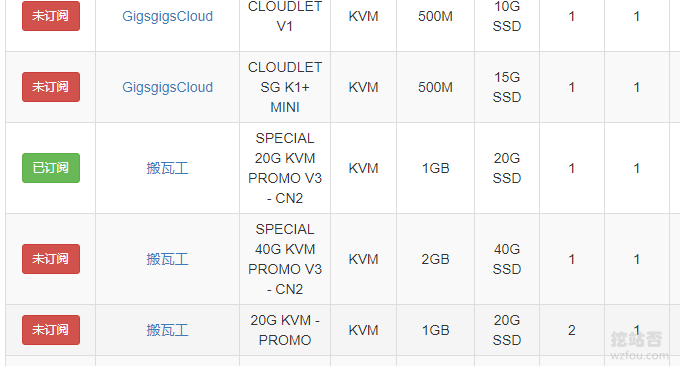 未订阅 GigsgigsCloud CLOUDLET V1 KVM 500M 10G SSD 1 1
未订阅 GigsgigsCloud CLOUDLET SG K1+ MINI KVM 500M 15G SSD 1 1
已订阅 搬瓦工 SPECIAL 20G KVM PROMO V3 - CN2 KVM 1GB 20G SSD 1 1
未订阅 搬瓦工 SPECIAL 40G KVM PROMO V3 - CN2 KVM 2GB 40G SSD 1 1
未订阅 搬瓦工 20G KVM - PROMO KVM 1GB 20G SSD 2 1
挖站否
wzfou.com